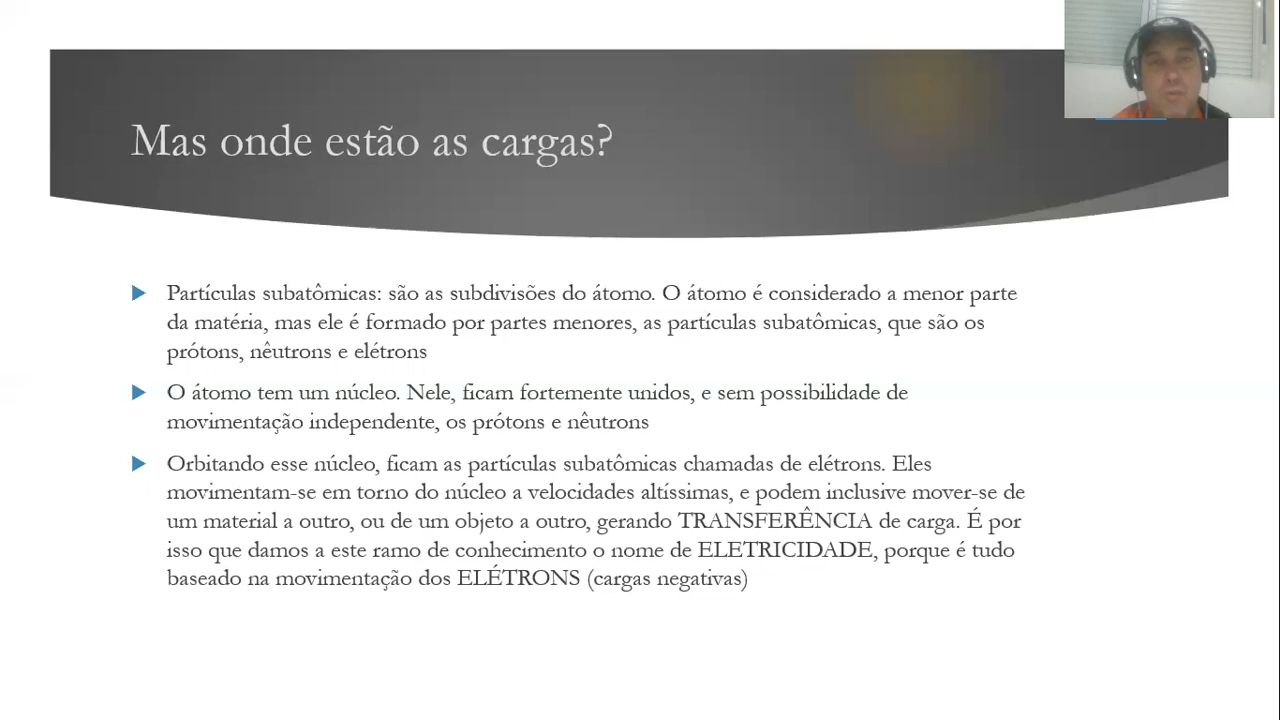 Mas onde estão as cargas?
Partículas subatômicas: são as subdivisões do átomo. O átomo é considerado a menor parte
da matéria, mas ele é formado por partes menores, as partículas subatômicas, que são os
prótons, nêutrons e elétrons
O átomo tem um núcleo. Nele, ficam fortemente unidos, e sem possibilidade de
movimentação independente, os prótons e nêutrons
Orbitando esse núcleo, ficam as partículas subatômicas chamadas de elétrons. Eles
movimentam-se em torno do núcleo a velocidades altíssimas, e podem inclusive mover-se de
um material a outro, ou de um objeto a outro, gerando TRANSFERÊNCIA de carga. É por
isso que damos a este ramo de conhecimento o nome de ELETRICIDADE, porque é tudo
baseado na movimentação dos ELÉTRONS (cargas negativas)